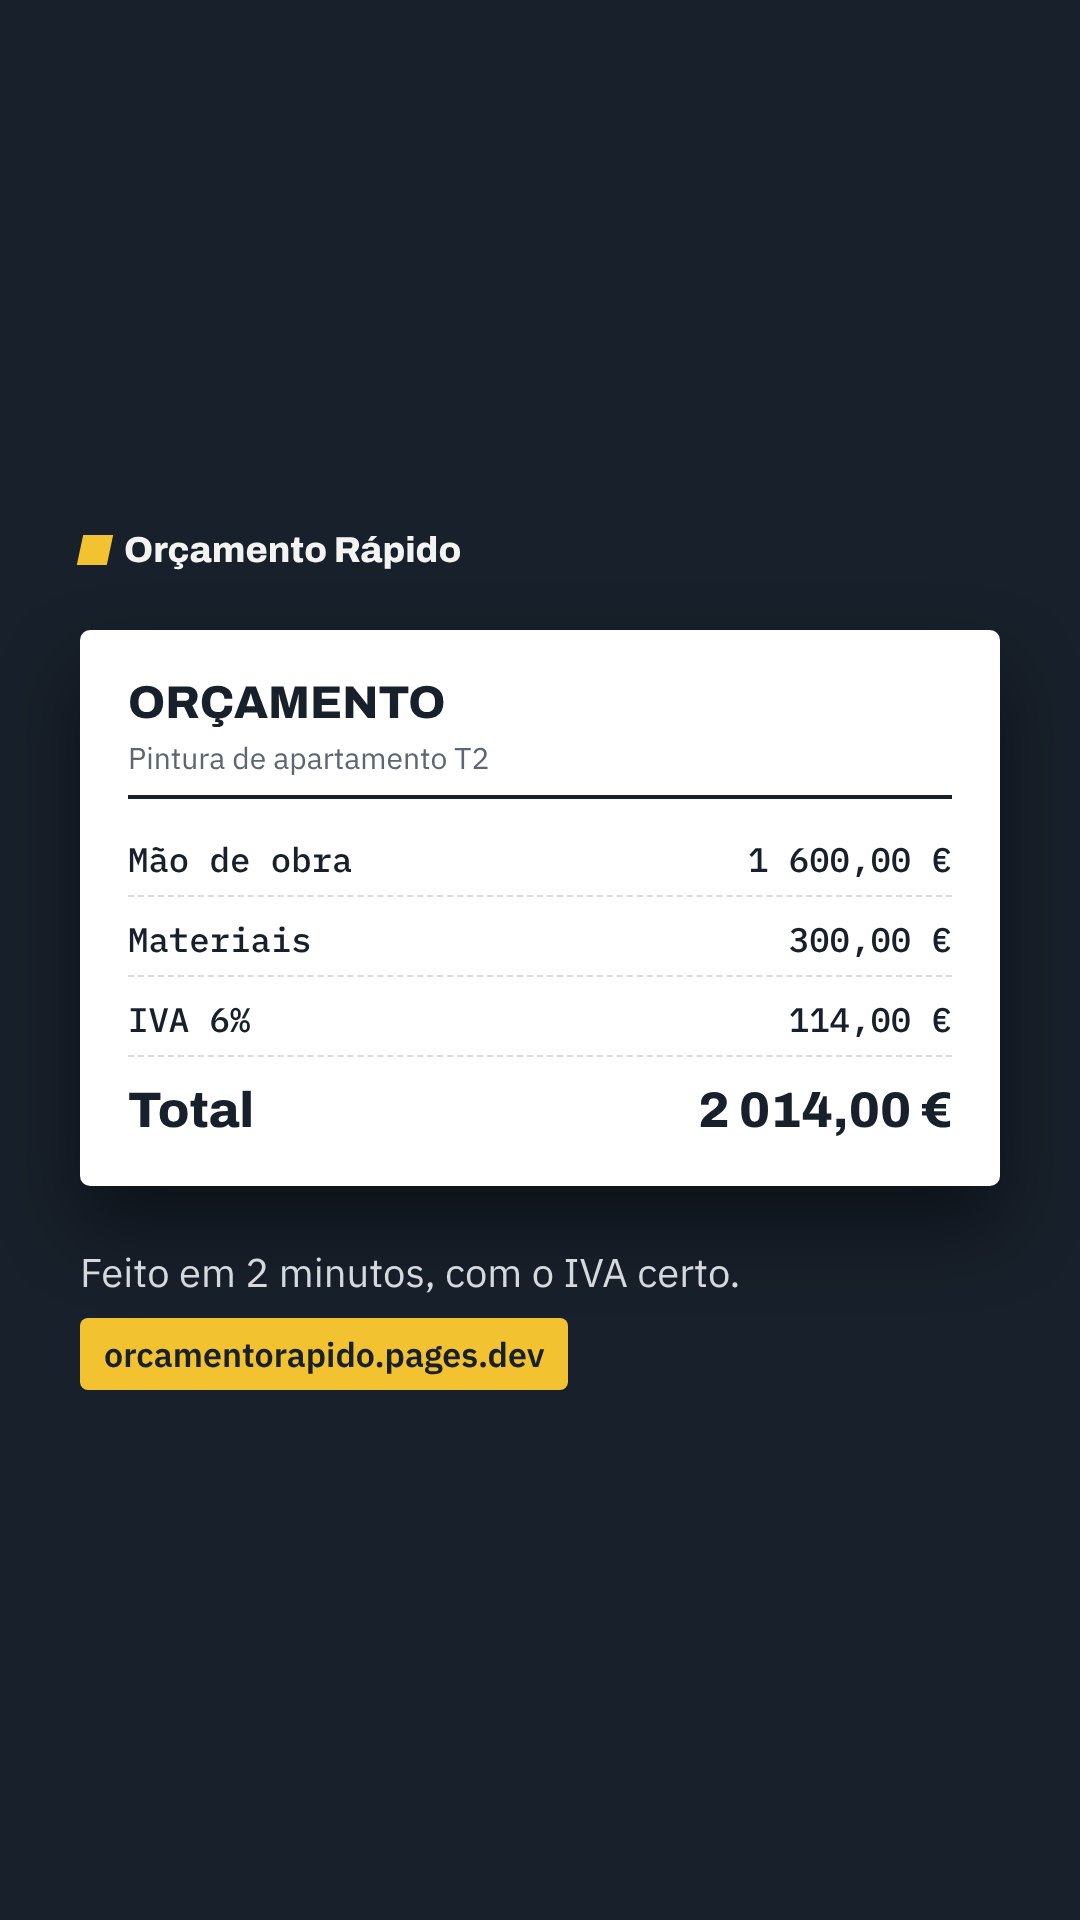 Orçamento Rápido
ORÇAMENTO
Pintura de apartamento T2
Mão de obra 1 600,00 €
Materiais 300,00 €
IVA 6% 114,00 €
Total 2 014,00 €
Feito em 2 minutos, com o IVA certo.
orcamentorapido.pages.dev